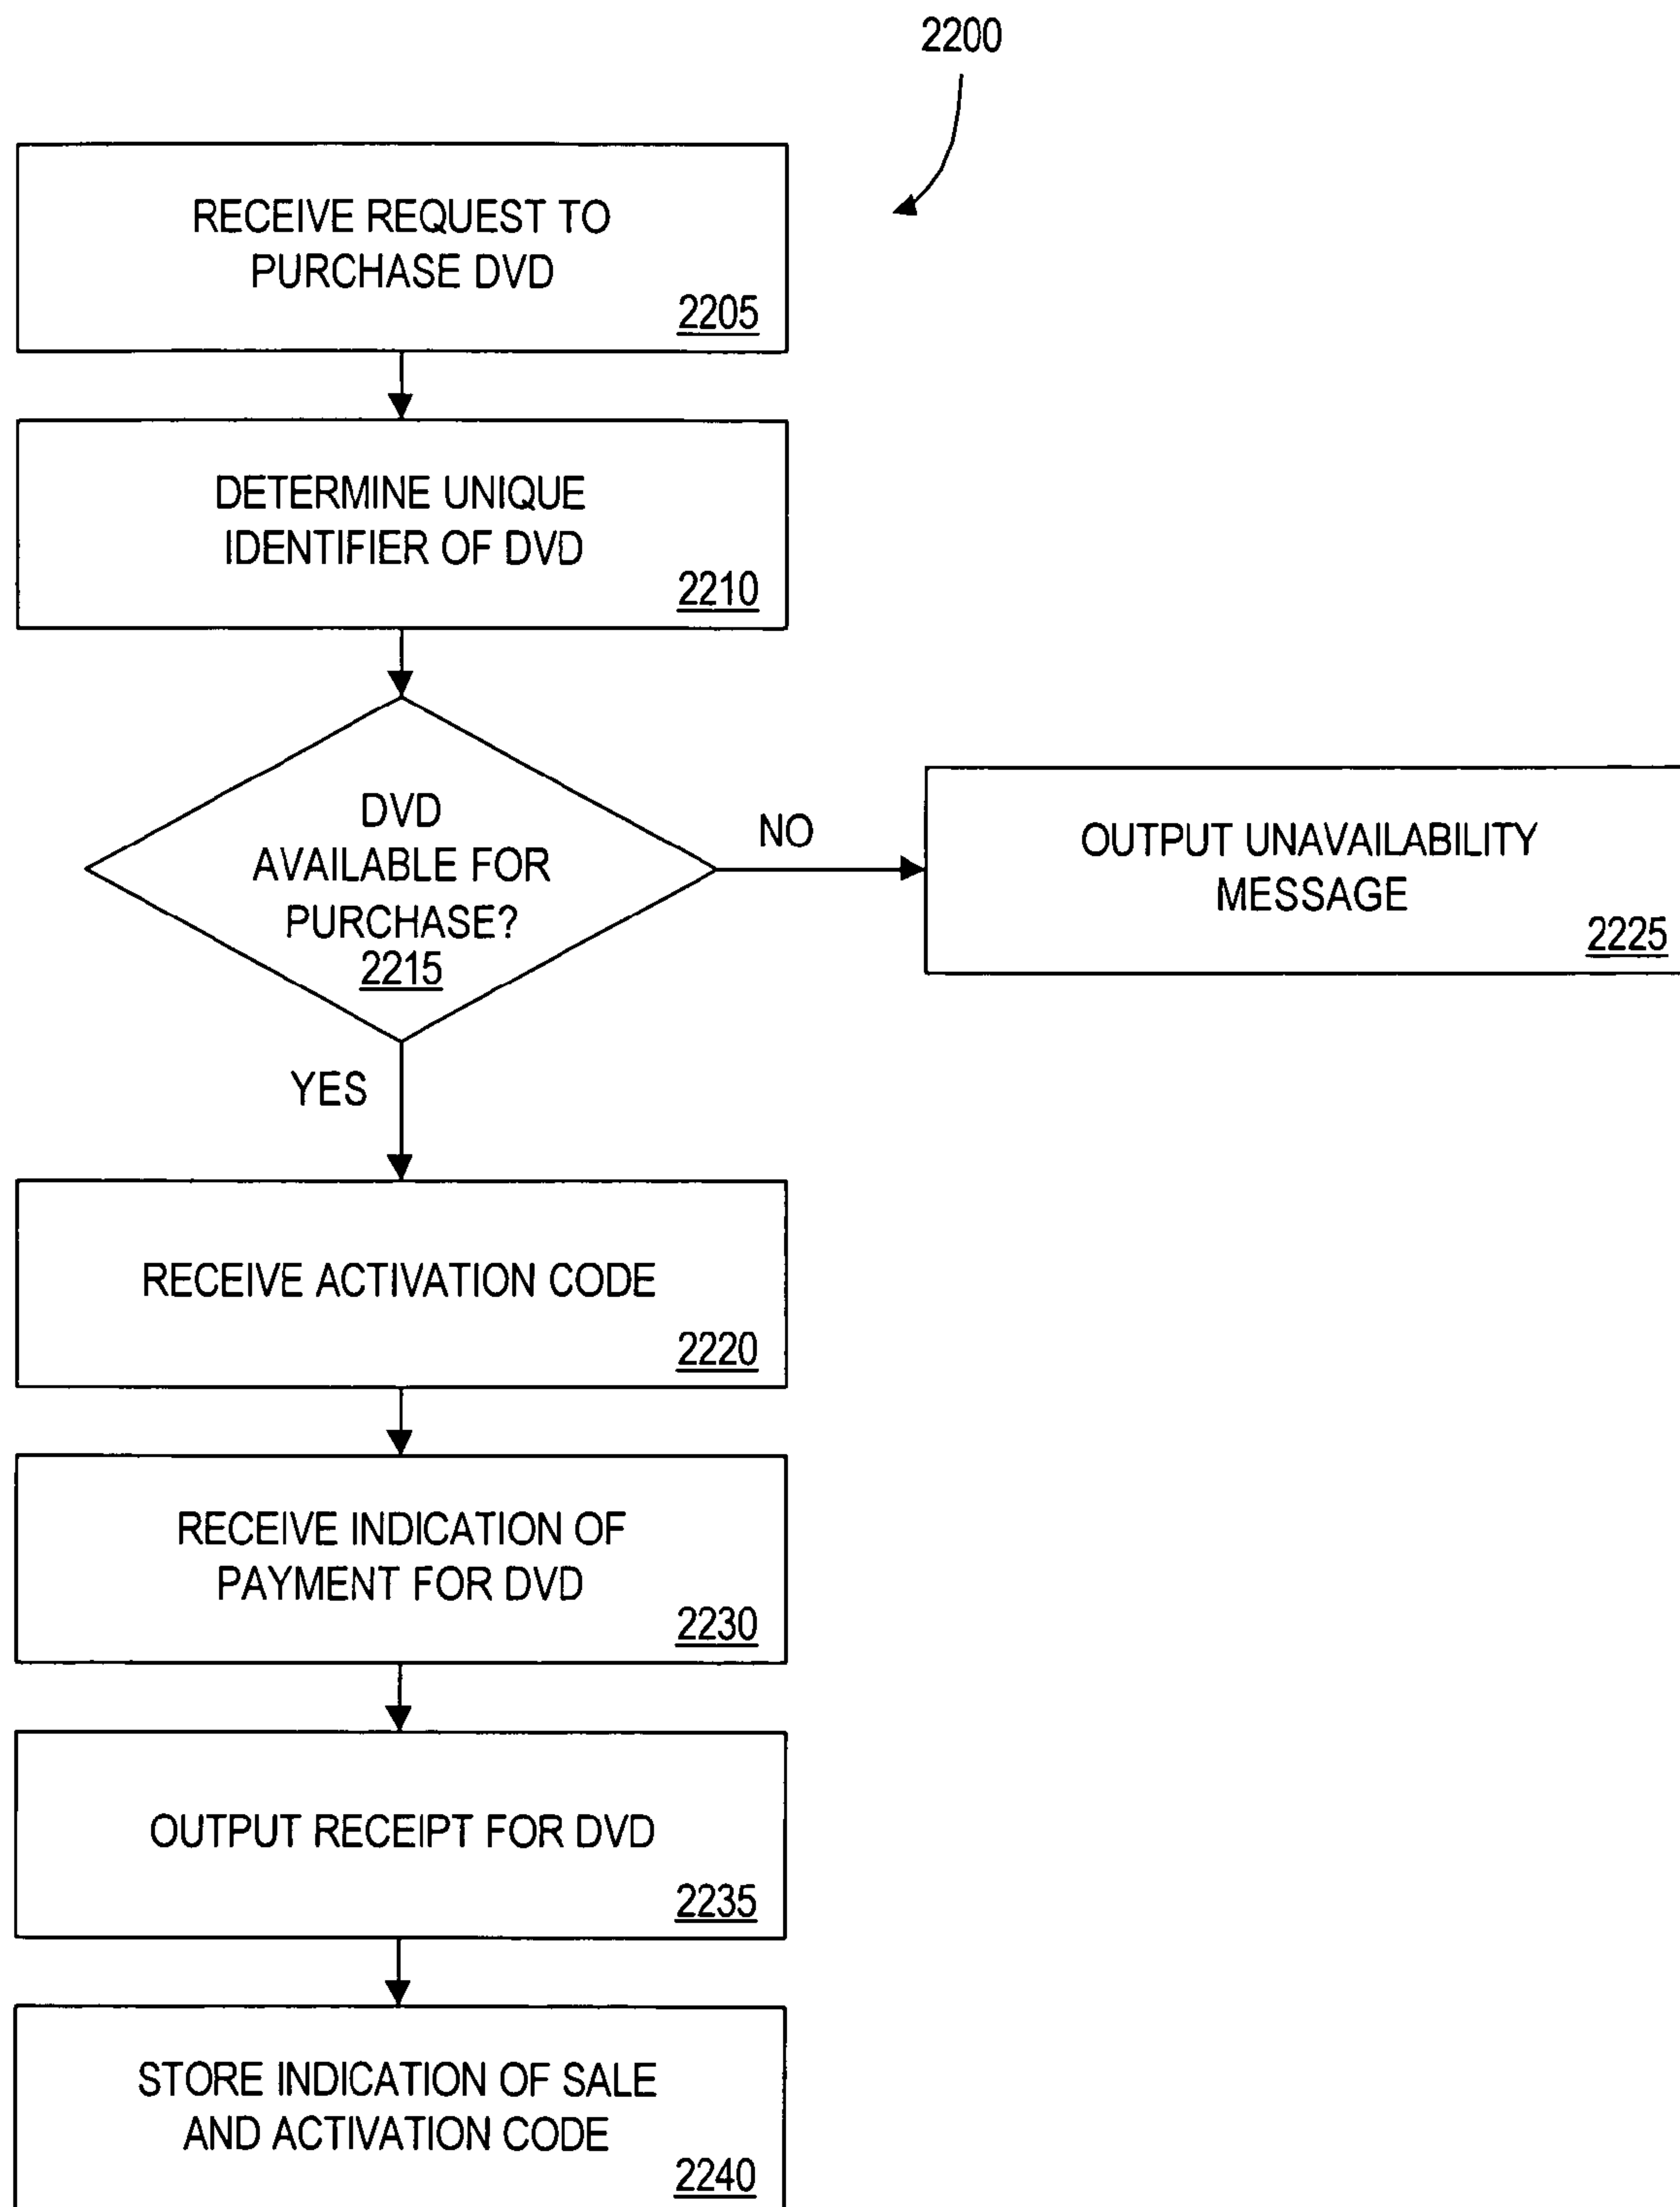 2200
RECEIVE REQUEST TO
PURCHASE DVD
2205
DETERMINE UNIQUE
IDENTIFIER OF DVD
2210
DVD
AVAILABLE FOR
PURCHASE?
2215
NO
OUTPUT UNAVAILABILITY
MESSAGE
2225
YES
RECEIVE ACTIVATION CODE
2220
RECEIVE INDICATION OF
PAYMENT FOR DVD
2230
OUTPUT RECEIPT FOR DVD
2235
STORE INDICATION OF SALE
AND ACTIVATION CODE
2240